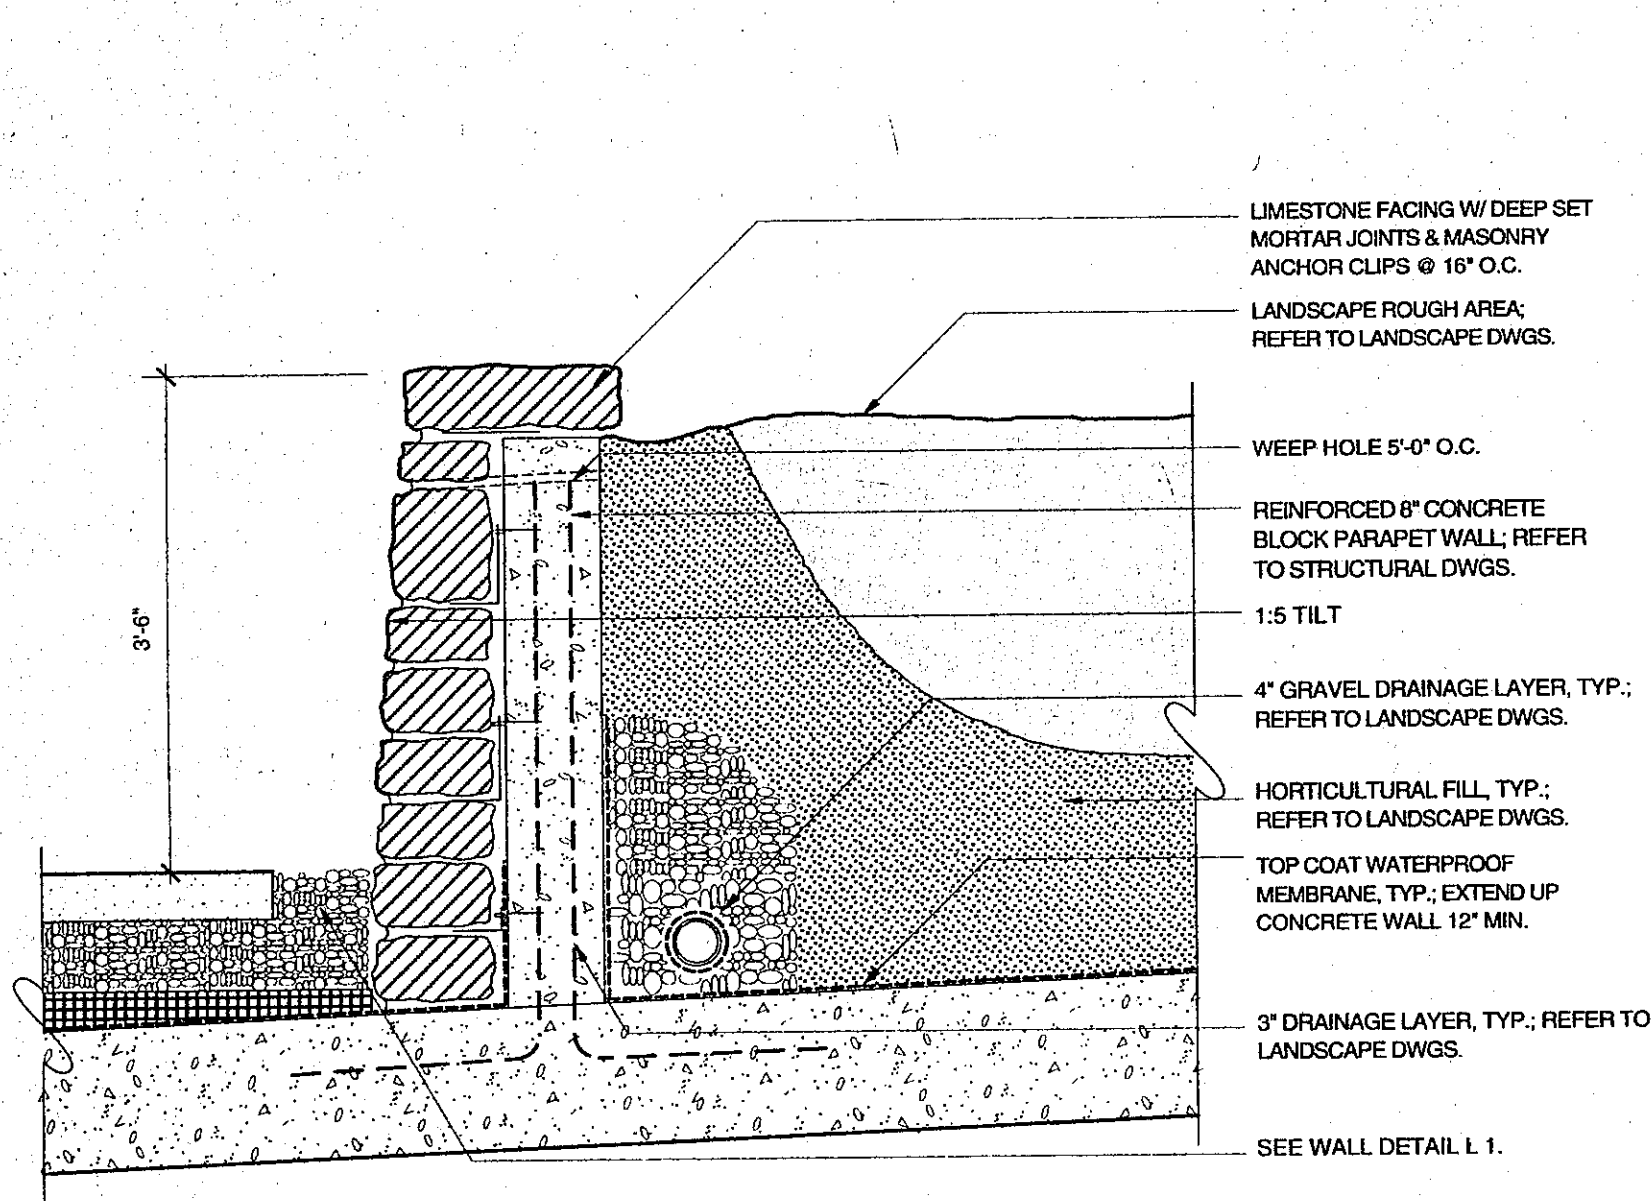 LIMESTONE FACING W/ DEEP SET
MORTAR JOINTS & MASONRY
ANCHOR CLIPS @ 16" O.C.
LANDSCAPE ROUGH AREA;
REFER TO LANDSCAPE DWGS.
WEEP HOLE 5'-0" O.C.
REINFORCED 8" CONCRETE
BLOCK PARAPET WALL; REFER
TO STRUCTURAL DWGS.
3'-6"
1:5 TILT
4" GRAVEL DRAINAGE LAYER, TYP.;
REFER TO LANDSCAPE DWGS.
HORTICULTURAL FILL, TYP.;
REFER TO LANDSCAPE DWGS.
TOP COAT WATERPROOF
MEMBRANE, TYP.; EXTEND UP
CONCRETE WALL 12" MIN.
3" DRAINAGE LAYER, TYP.; REFER TO
LANDSCAPE DWGS.
SEE WALL DETAIL L 1.